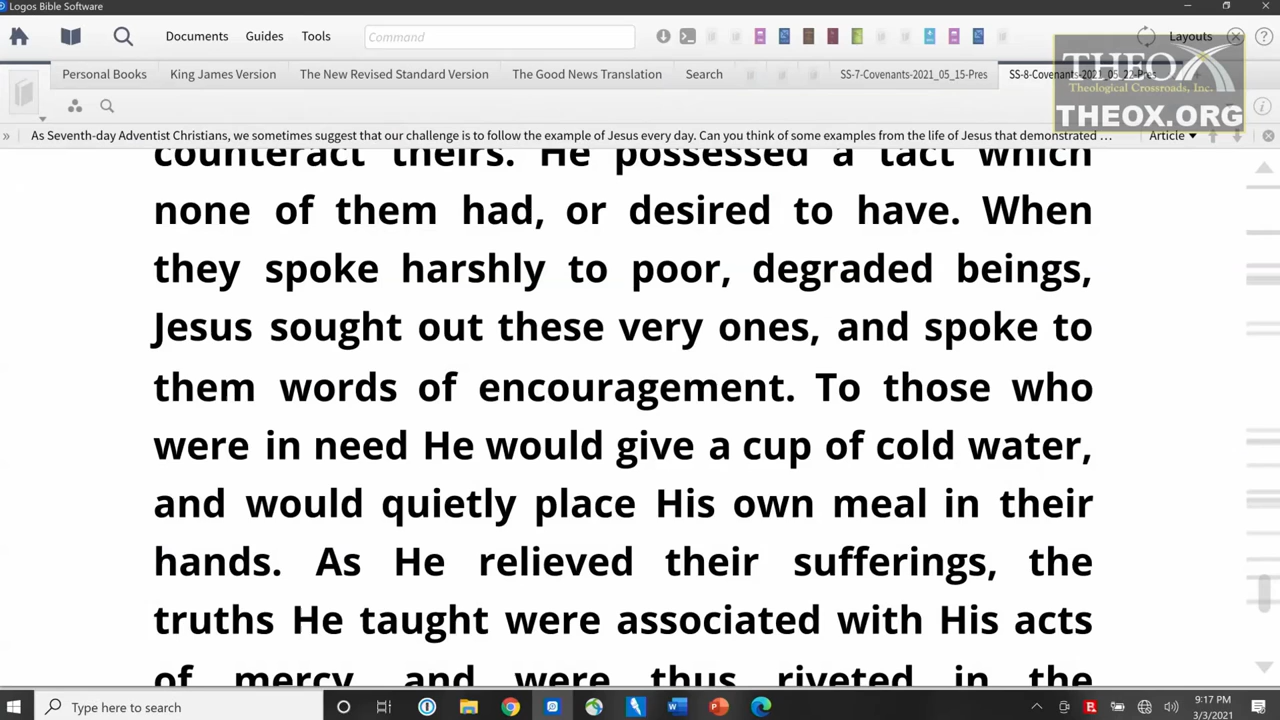 Logos Bible Software
Documents Guides Tools Command Layouts
Personal Books King James Version The New Revised Standard Version The Good News Translation Search SS-7-Covenants-2021_05_15-Pres SS-8-Covenants-2021_05_22-Pres
THEOX
Theological Crossroads, Inc.
THEOX.ORG
» As Seventh-day Adventist Christians, we sometimes suggest that our challenge is to follow the example of Jesus every day. Can you think of some examples from the life of Jesus that demonstrated ... Article
counteract theirs. He possessed a tact which
none of them had, or desired to have. When
they spoke harshly to poor, degraded beings,
Jesus sought out these very ones, and spoke to
them words of encouragement. To those who
were in need He would give a cup of cold water,
and would quietly place His own meal in their
hands. As He relieved their sufferings, the
truths He taught were associated with His acts
of mercy, and were thus riveted in the
Type here to search
9:17 PM
3/3/2021